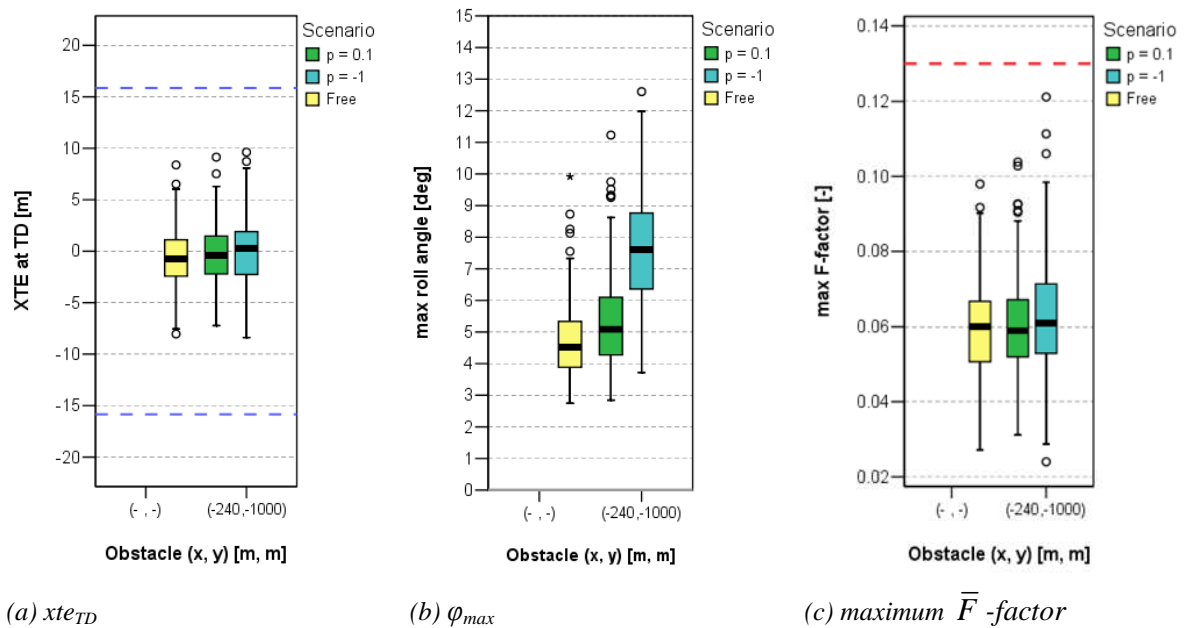 XTE at TD [m]
20
15
10
5
0
-5
-10
-15
-20
(- , -)
(-240,-1000)
Obstacle (x, y) [m, m]
Scenario
p = 0.1
p = -1
Free
(a) xteTD
max roll angle [deg]
15
14
13
12
11
10
9
8
7
6
5
4
3
2
1
0
(- , -)
(-240,-1000)
Obstacle (x, y) [m, m]
Scenario
p = 0.1
p = -1
Free
(b) φmax
max F-factor [-]
0.14
0.12
0.10
0.08
0.06
0.04
0.02
(- , -)
(-240,-1000)
Obstacle (x, y) [m, m]
Scenario
p = 0.1
p = -1
Free
(c) maximum F̅ -factor